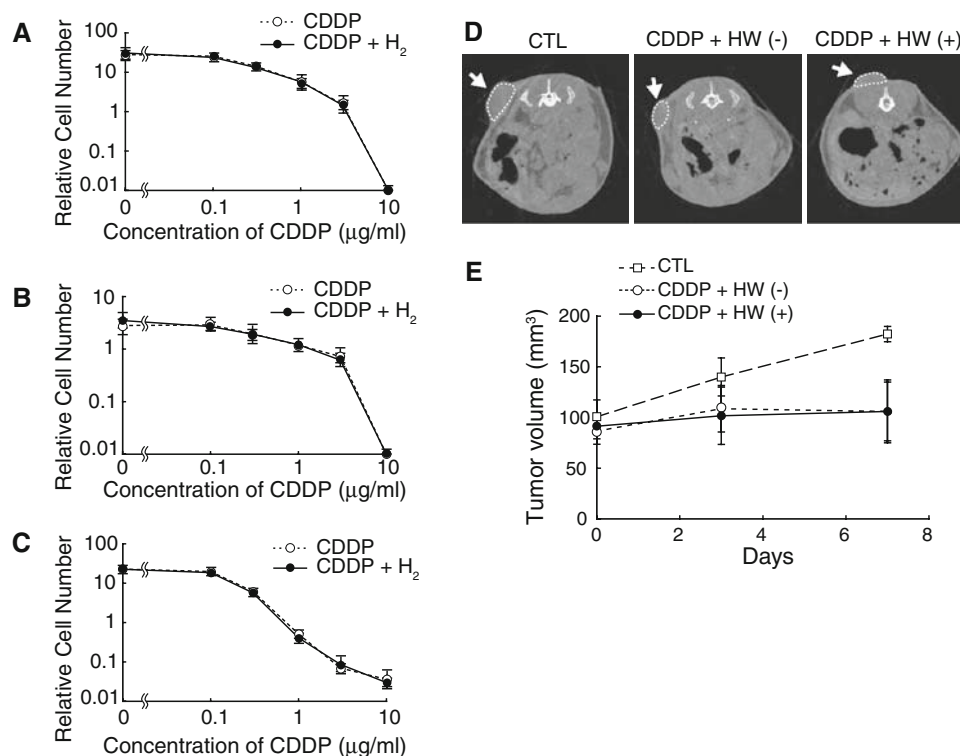 A
CDDP
CDDP + H₂
Relative Cell Number
100
10
1
0.1
0.01
0 0.1 1 10
Concentration of CDDP (μg/ml)
B
CDDP
CDDP + H₂
Relative Cell Number
10
1
0.1
0.01
0 0.1 1 10
Concentration of CDDP (μg/ml)
C
CDDP
CDDP + H₂
Relative Cell Number
100
10
1
0.1
0.01
0 0.1 1 10
Concentration of CDDP (μg/ml)
D
CTL CDDP + HW (-) CDDP + HW (+)
E
CTL
CDDP + HW (-)
CDDP + HW (+)
Tumor volume (mm³)
200
150
100
50
0
0 2 4 6 8
Days